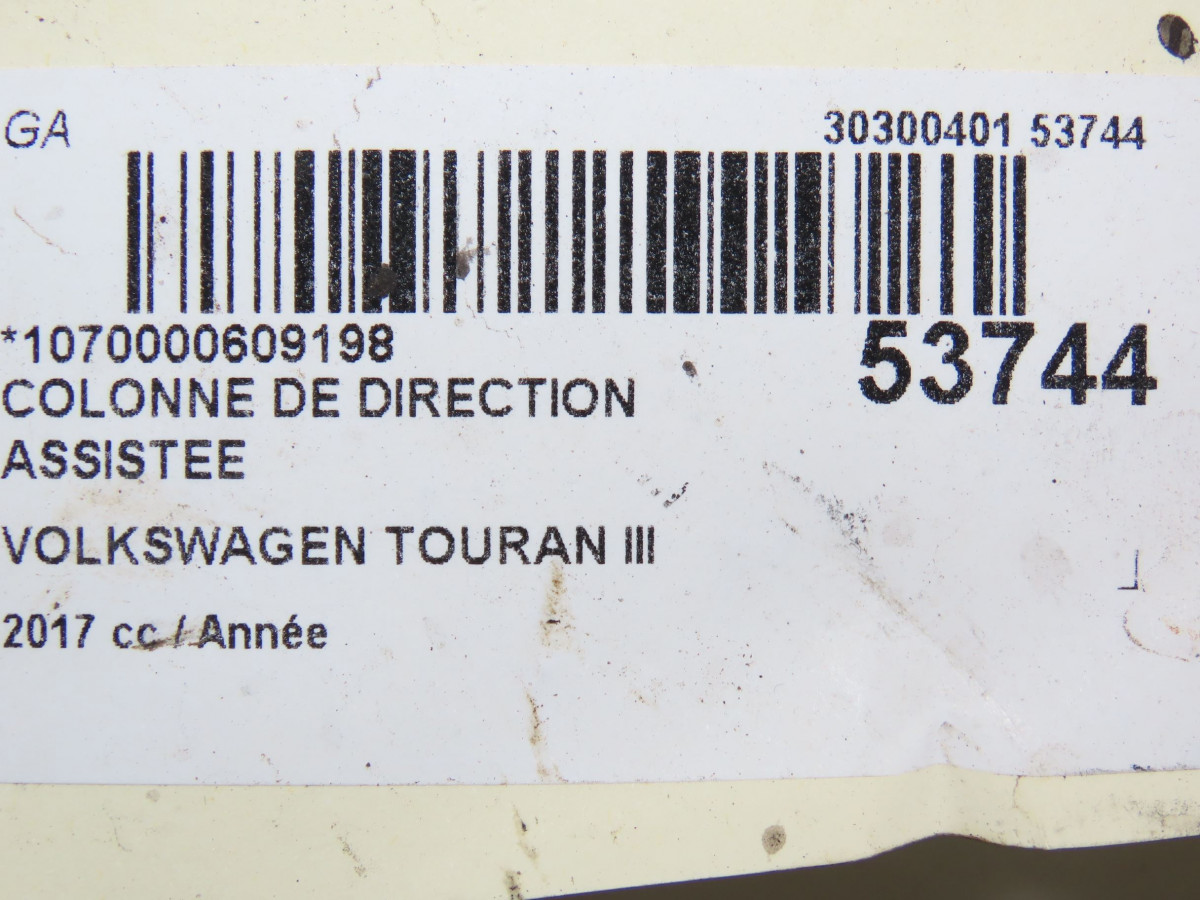 GA
30300401 53744
*1070000609198
53744
COLONNE DE DIRECTION
ASSISTEE
VOLKSWAGEN TOURAN III
2017 cc / Année